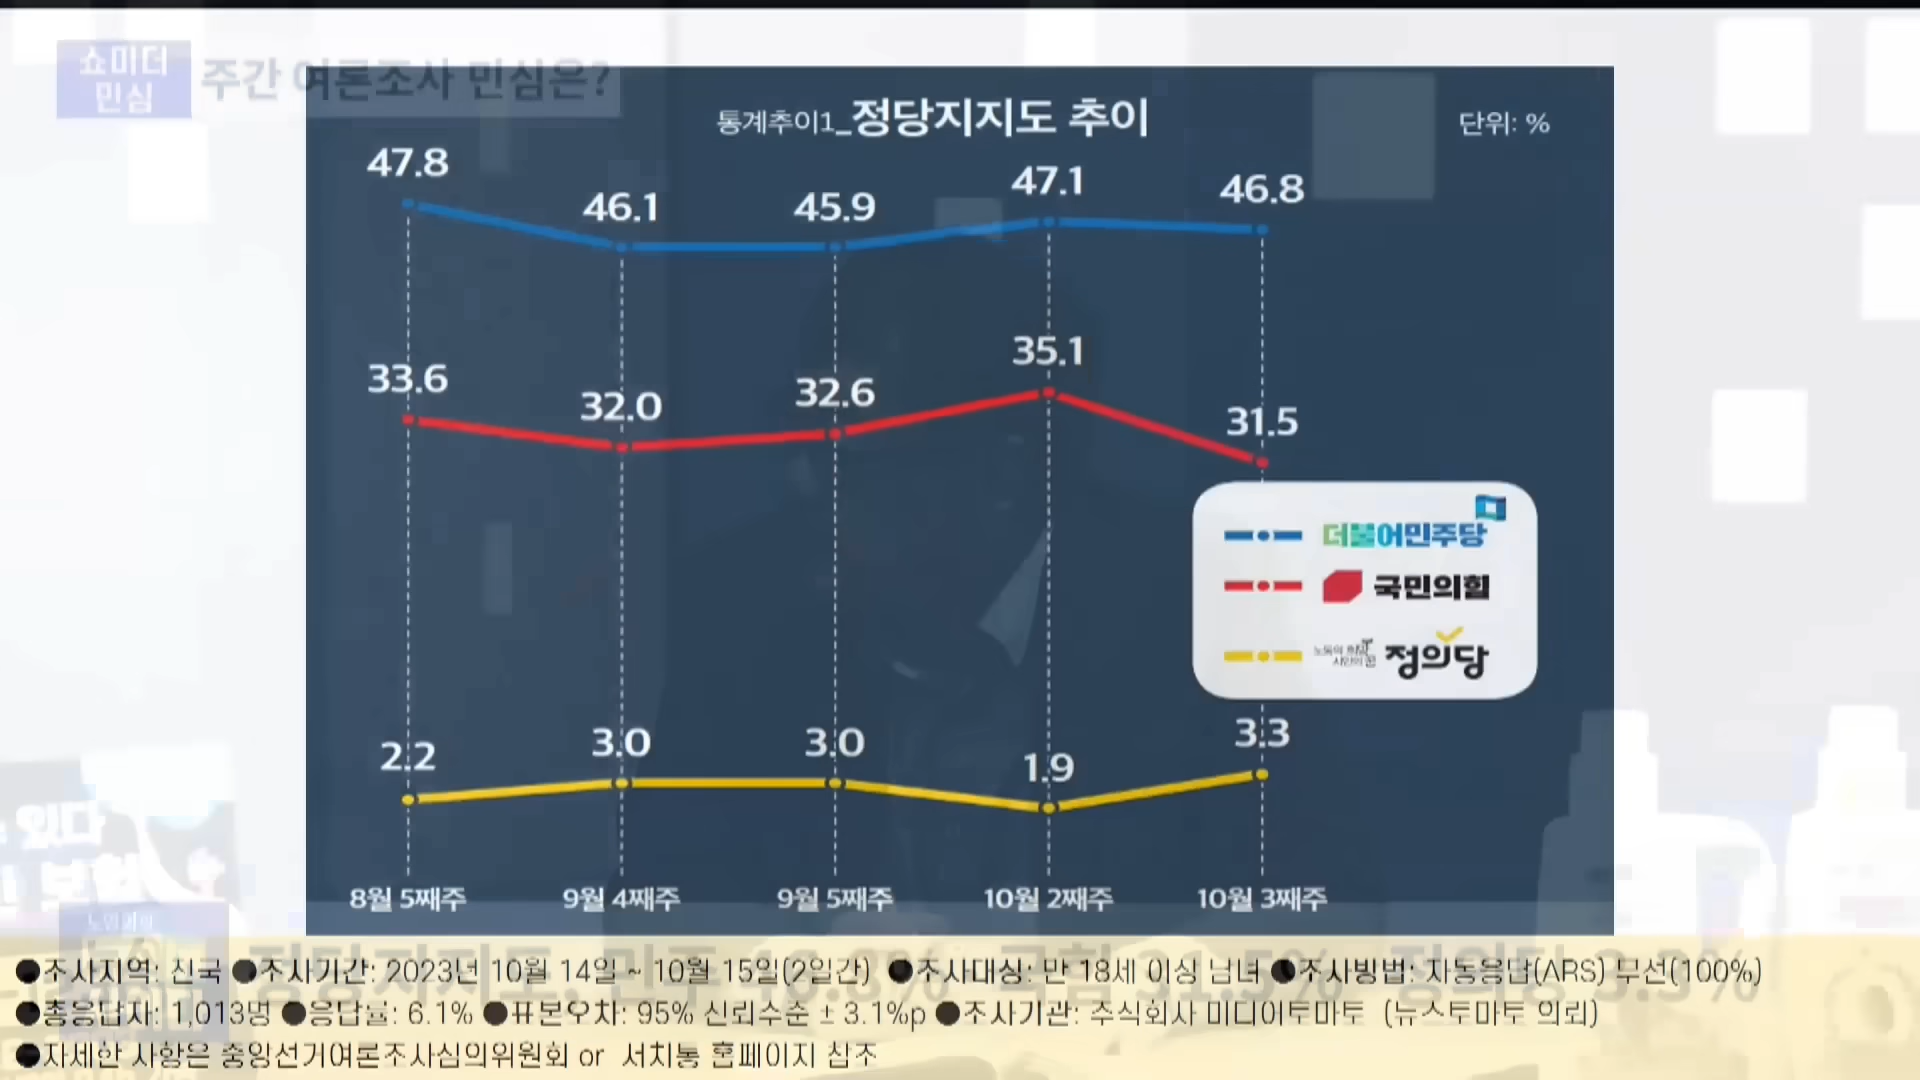 쇼미더
민심
주간 여론조사 민심은?
통계추이1_정당지지도 추이
단위: %
47.8
46.1
45.9
47.1
46.8
33.6
32.0
32.6
35.1
31.5
더불어민주당
국민의힘
정의당
2.2
3.0
3.0
1.9
3.3
8월 5째주
9월 4째주
9월 5째주
10월 2째주
10월 3째주
있다
보험
●조사지역: 전국 ●조사기간: 2023년 10월 14일 ~ 10월 15일(2일간) ●조사대상: 만 18세 이상 남녀 ●조사방법: 자동응답(ARS) 무선(100%)
●총응답자: 1,013명 ●응답률: 6.1% ●표본오차: 95% 신뢰수준 ± 3.1%p ●조사기관: 주식회사 미디어토마토 (뉴스토마토 의뢰)
●자세한 사항은 중앙선거여론조사심의위원회 or 서치통 홈페이지 참조